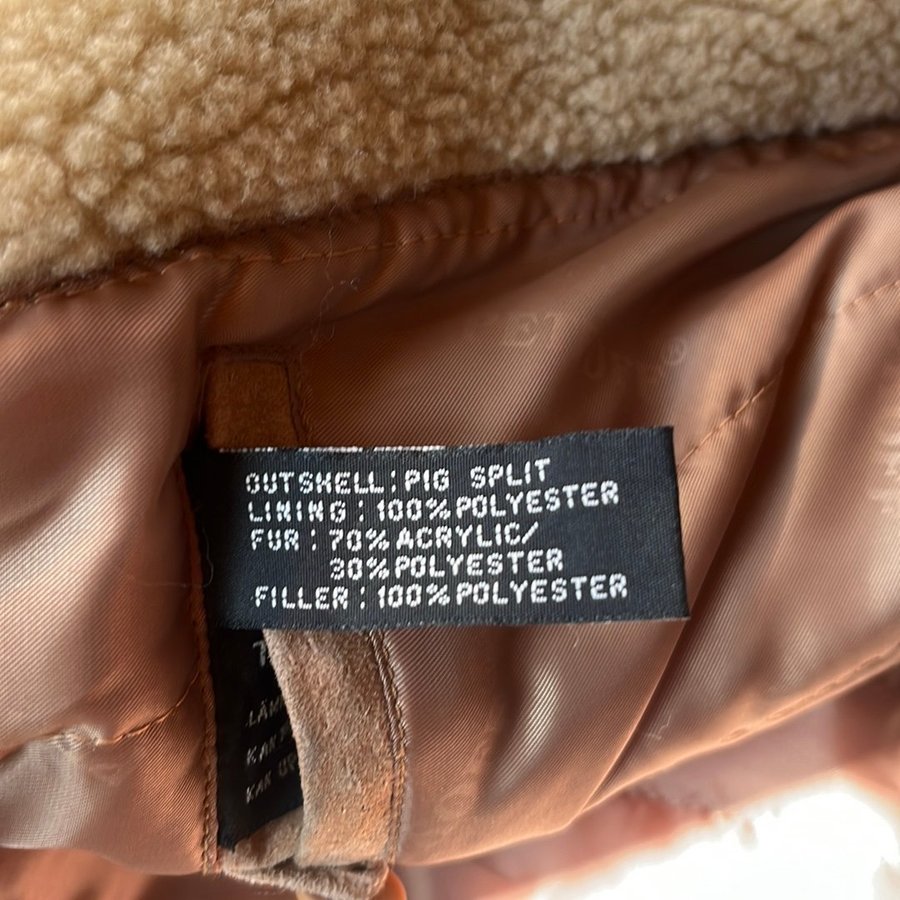 OUTSHELL:PIG SPLIT
LINING:100%POLYESTER
FUR:70%ACRYLIC/
30%POLYESTER
FILLER:100%POLYESTER